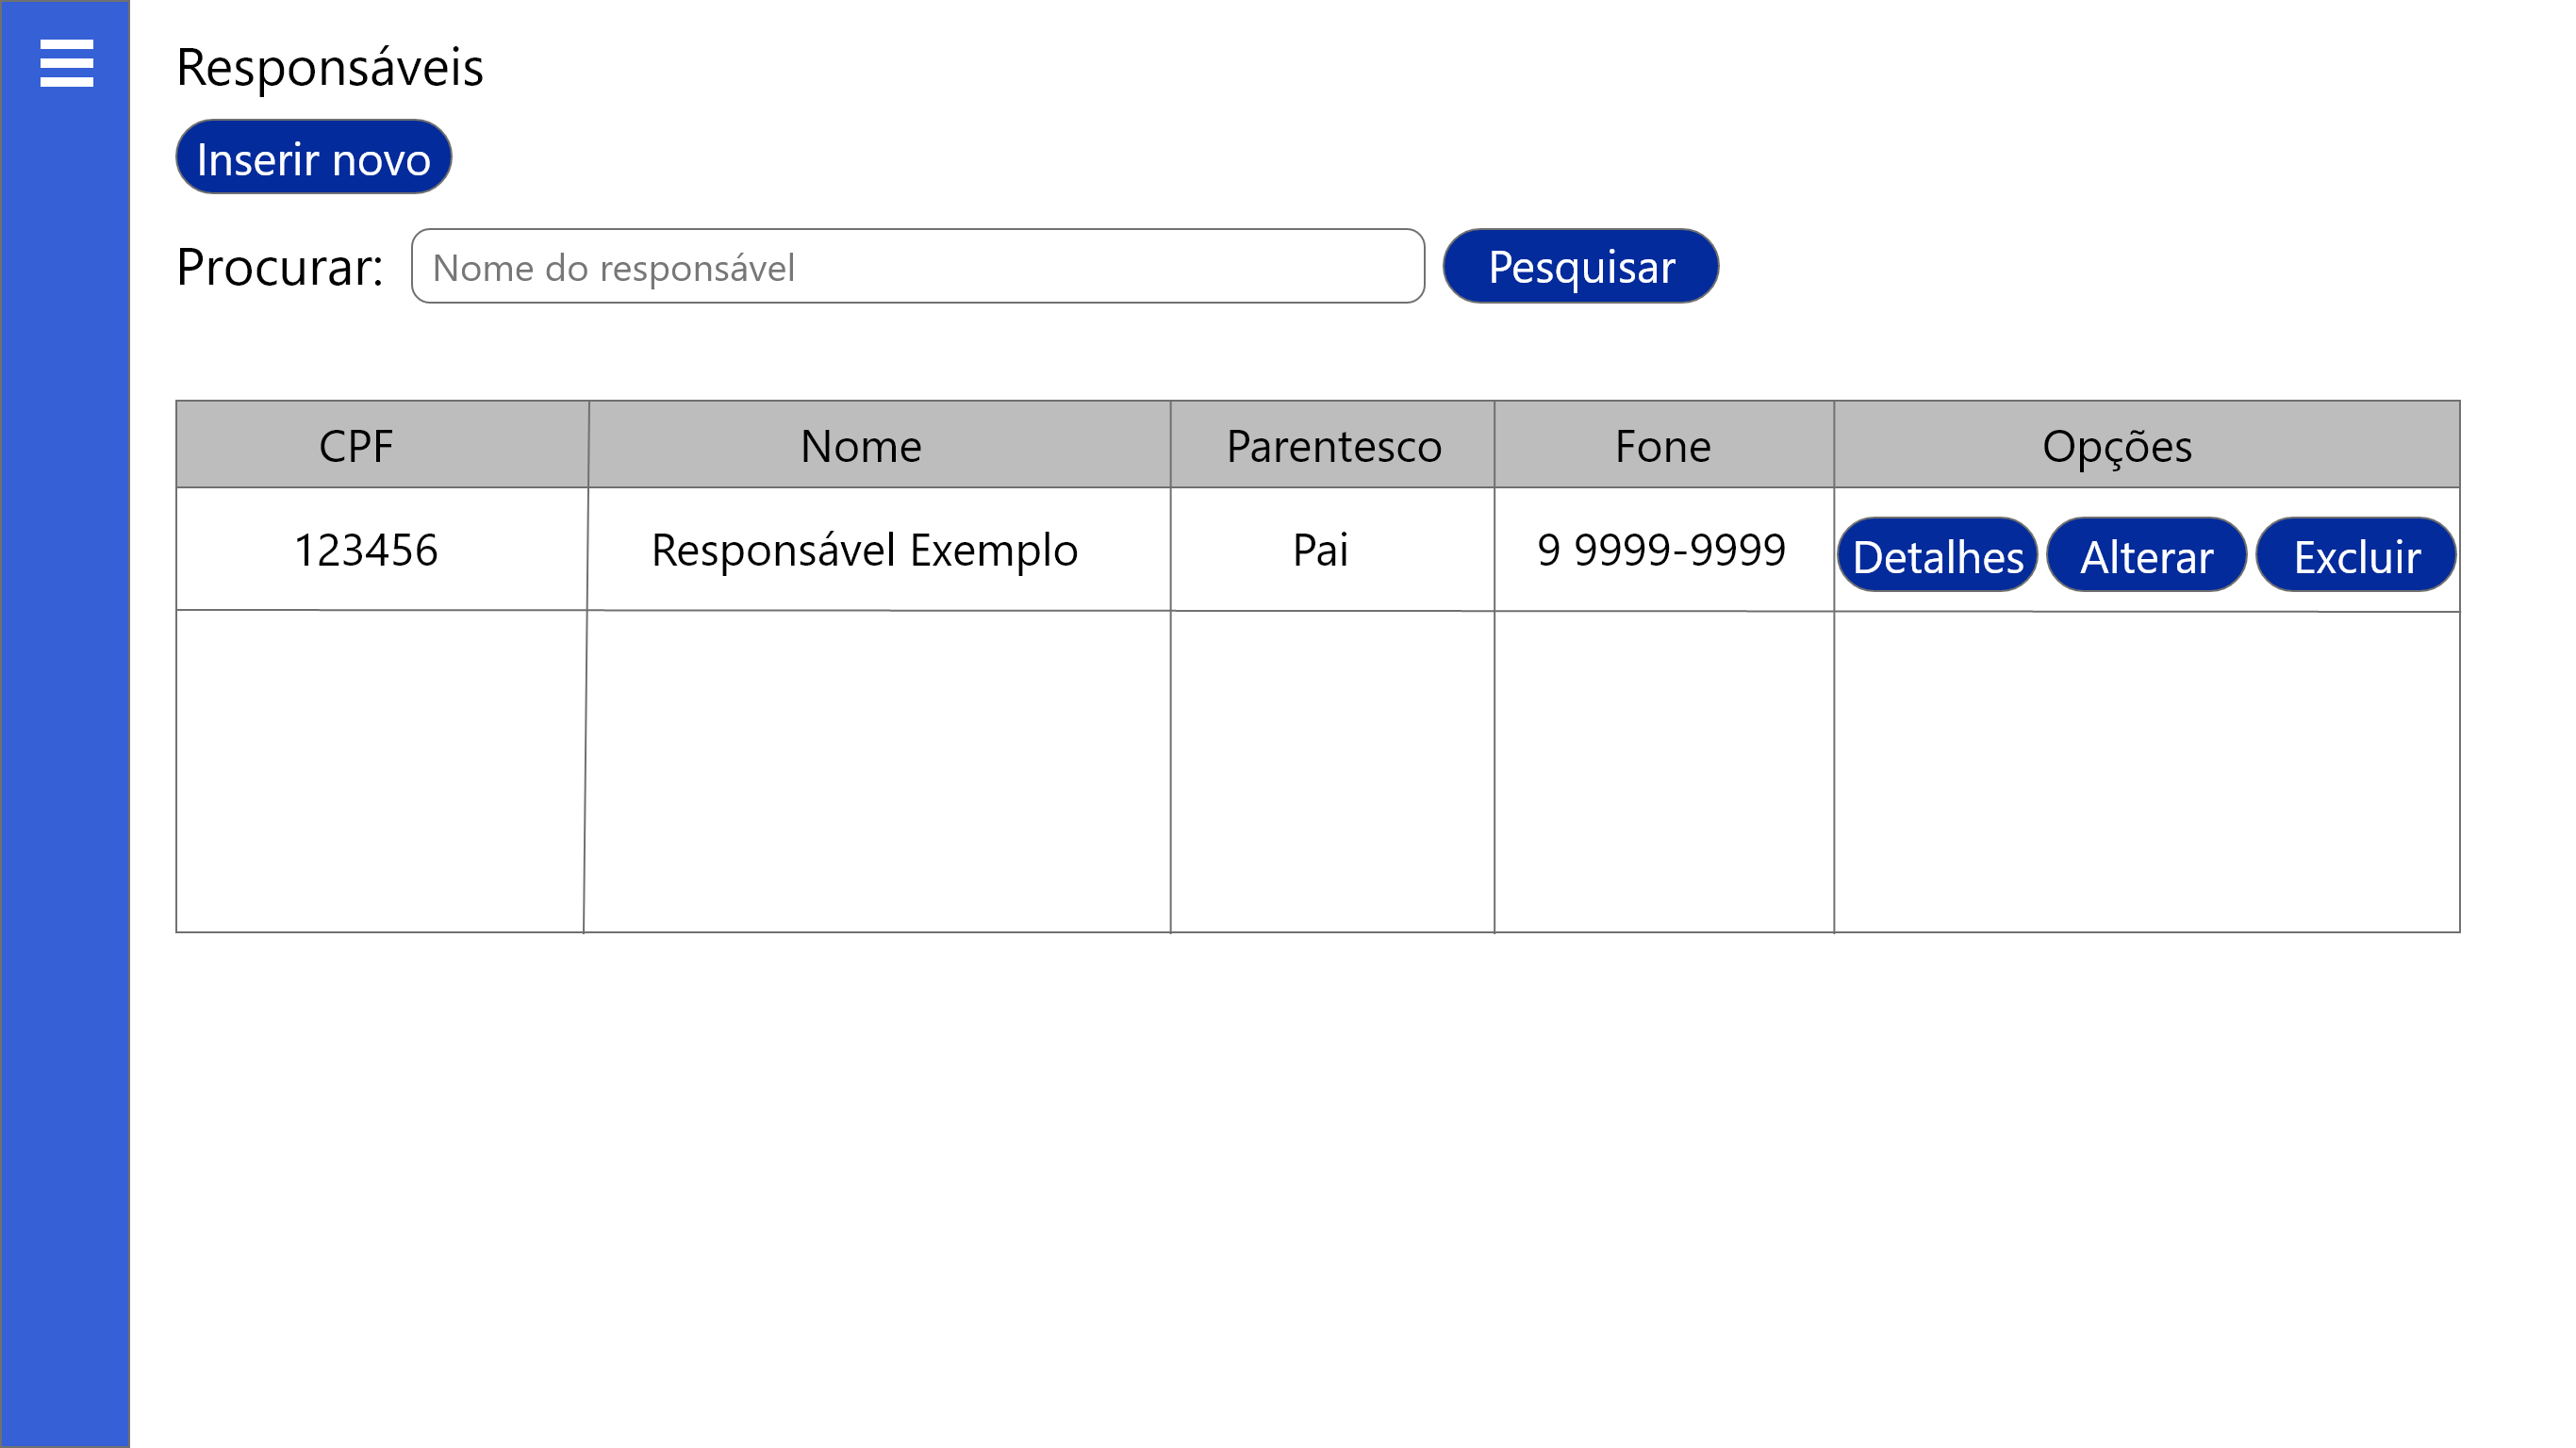 Responsáveis
Inserir novo
Procurar: Nome do responsável Pesquisar
CPF Nome Parentesco Fone Opções
123456 Responsável Exemplo Pai 9 9999-9999 Detalhes Alterar Excluir